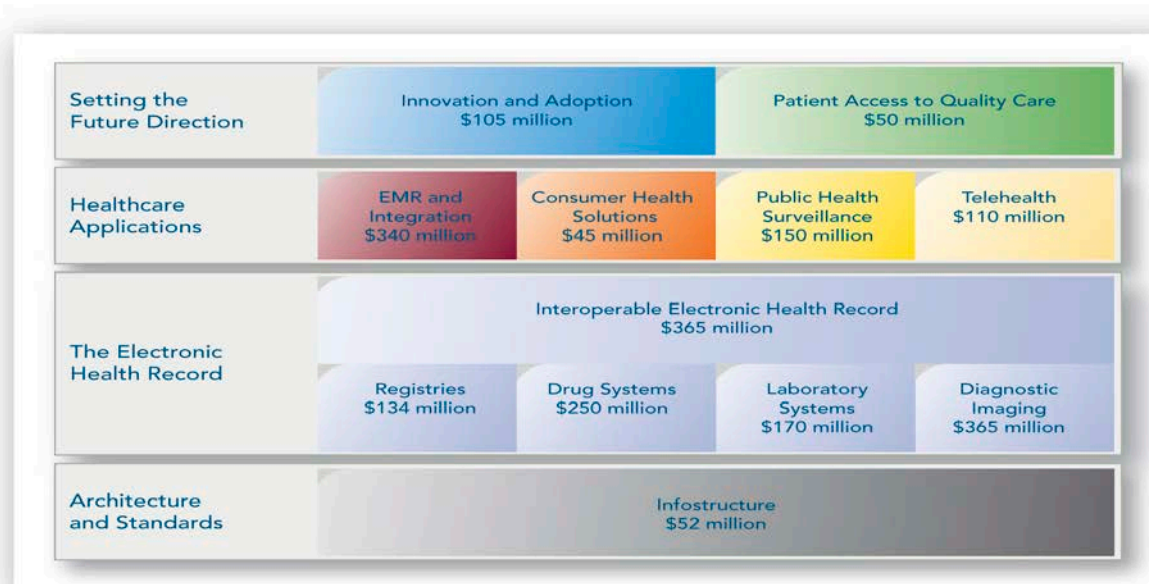 Setting the
Future Direction
Innovation and Adoption
$105 million
Patient Access to Quality Care
$50 million
Healthcare
Applications
EMR and
Integration
$340 million
Consumer Health
Solutions
$45 million
Public Health
Surveillance
$150 million
Telehealth
$110 million
The Electronic
Health Record
Interoperable Electronic Health Record
$365 million
Registries
$134 million
Drug Systems
$250 million
Laboratory
Systems
$170 million
Diagnostic
Imaging
$365 million
Architecture
and Standards
Infostructure
$52 million